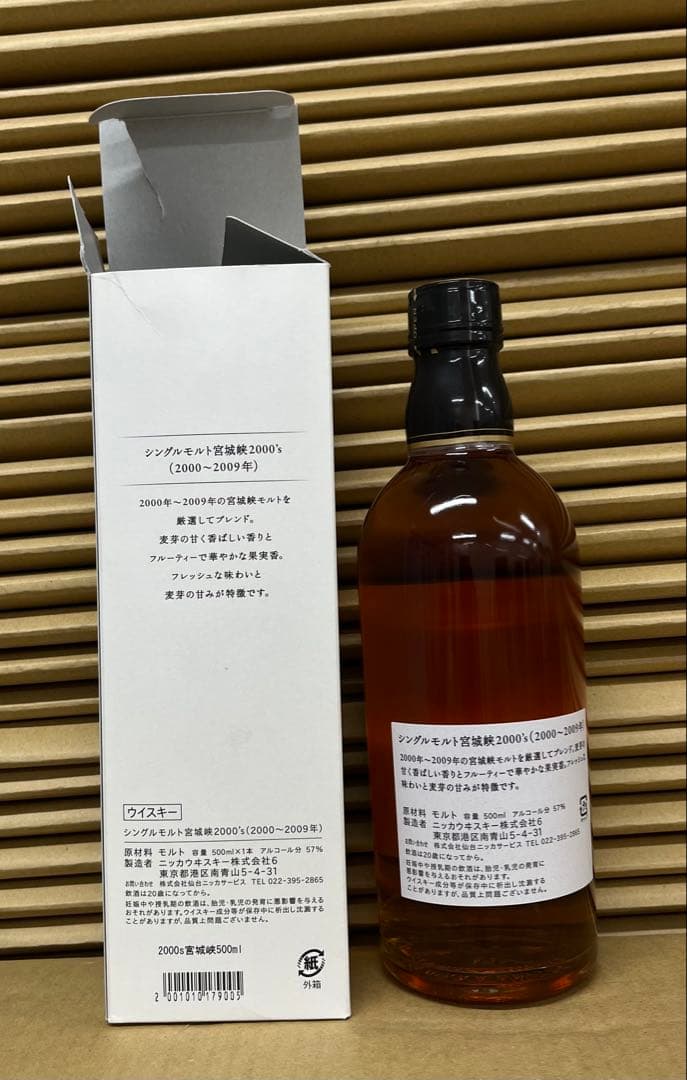 シングルモルト宮城峡2000's
(2000〜2009年)
2000年〜2009年の宮城峡モルトを
厳選してブレンド。
麦芽の甘く香ばしい香りと
フルーティーで華やかな果実香。
フレッシュな味わいと
麦芽の甘みが特徴です。
ウイスキー
シングルモルト宮城峡2000's(2000〜2009年)
原材料 モルト 容量 500ml×1本 アルコール分 57%
製造者 ニッカウヰスキー株式会社6
東京都港区南青山5-4-31
お問い合わせ 株式会社仙台ニッカサービス TEL 022-395-2865
飲酒は20歳になってから。
妊娠中や授乳期の飲酒は、胎児・乳児の発育に悪影響を与える
おそれがあります。ウイスキー成分等が保存中に析出し沈澱する
ことがありますが、品質上問題ございません。
2000s宮城峡500ml
2 001010 179005
紙
外箱
OPEN
シングルモルト宮城峡2000's(2000〜2009年)
2000年〜2009年の宮城峡モルトを厳選してブレンド。麦芽の
甘く香ばしい香りとフルーティーで華やかな果実香。フレッシュな
味わいと麦芽の甘みが特徴です。
原材料 モルト 容量 500ml アルコール分 57%
製造者 ニッカウヰスキー株式会社6
東京都港区南青山5-4-31
お問い合わせ 株式会社仙台ニッカサービス TEL 022-395-2865
飲酒は20歳になってから。
妊娠中や授乳期の飲酒は、胎児・乳児の発育に
悪影響を与えるおそれがあります。
ウイスキー成分等が保存中に析出し沈澱する
ことがありますが、品質上問題ございません。